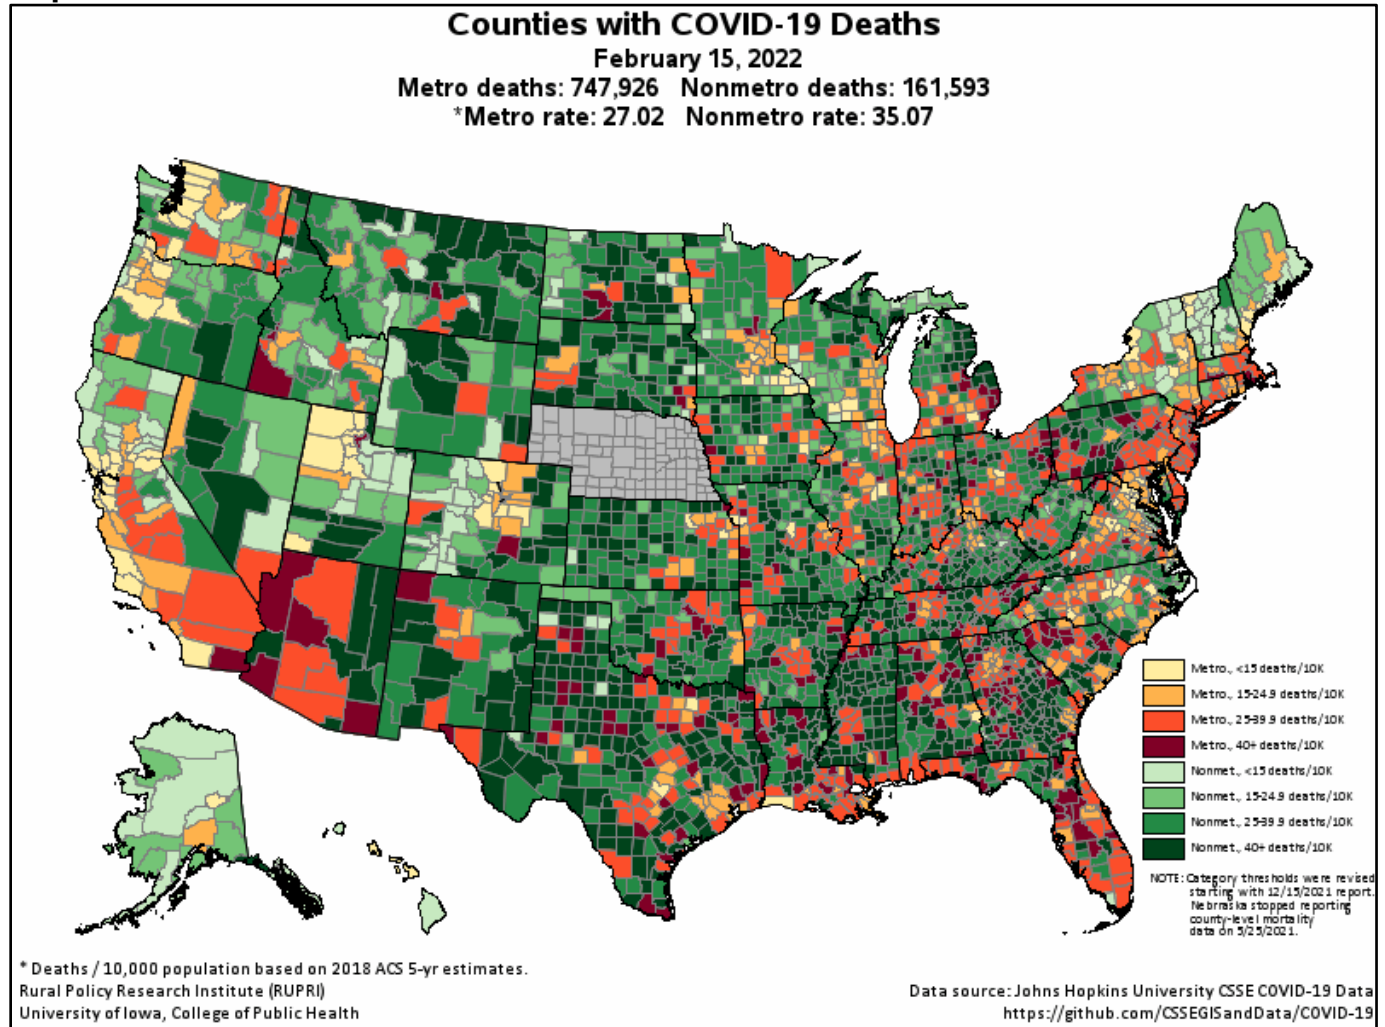 Counties with COVID-19 Deaths
February 15, 2022
Metro deaths: 747,926 Nonmetro deaths: 161,593
*Metro rate: 27.02 Nonmetro rate: 35.07
Metro., <15 deaths/10K
Metro., 15-24.9 deaths/10K
Metro., 25-39.9 deaths/10K
Metro., 40+ deaths/10K
Nonmet., <15 deaths/10K
Nonmet., 15-24.9 deaths/10K
Nonmet., 25-39.9 deaths/10K
Nonmet., 40+ deaths/10K
NOTE: Category thresholds were revised
starting with 12/15/2021 report.
Nebraska stopped reporting
county-level mortality
data on 5/25/2021.
* Deaths / 10,000 population based on 2018 ACS 5-yr estimates.
Rural Policy Research Institute (RUPRI)
University of Iowa, College of Public Health
Data source: Johns Hopkins University CSSE COVID-19 Data
https://github.com/CSSEGISandData/COVID-19